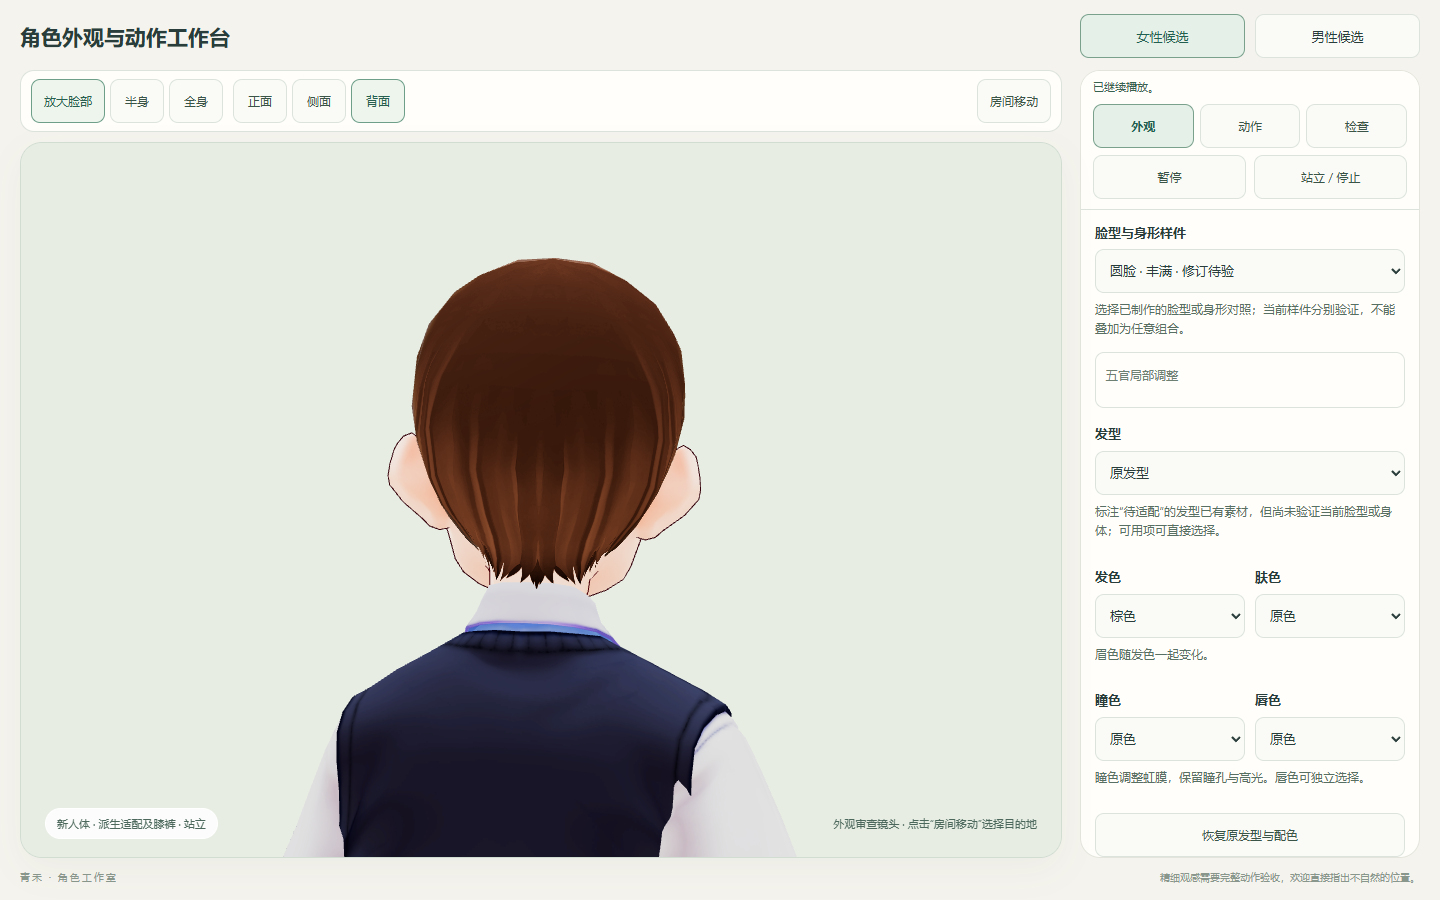 角色外观与动作工作台
女性候选
男性候选
放大脸部
半身
全身
正面
侧面
背面
房间移动
已继续播放。
外观
动作
检查
暂停
站立 / 停止
脸型与身形样件
圆脸 · 丰满 · 修订待验
选择已制作的脸型或身形对照；当前样件分别验证，不能
叠加为任意组合。
五官局部调整
发型
原发型
标注“待适配”的发型已有素材，但尚未验证当前脸型或身
体；可用项可直接选择。
发色
肤色
棕色
原色
眉色随发色一起变化。
瞳色
唇色
原色
原色
瞳色调整虹膜，保留瞳孔与高光。唇色可独立选择。
恢复原发型与配色
新人体 · 派生适配及膝裤 · 站立
外观审查镜头 · 点击“房间移动”选择目的地
青禾 · 角色工作室
精细观感需要完整动作验收，欢迎直接指出不自然的位置。